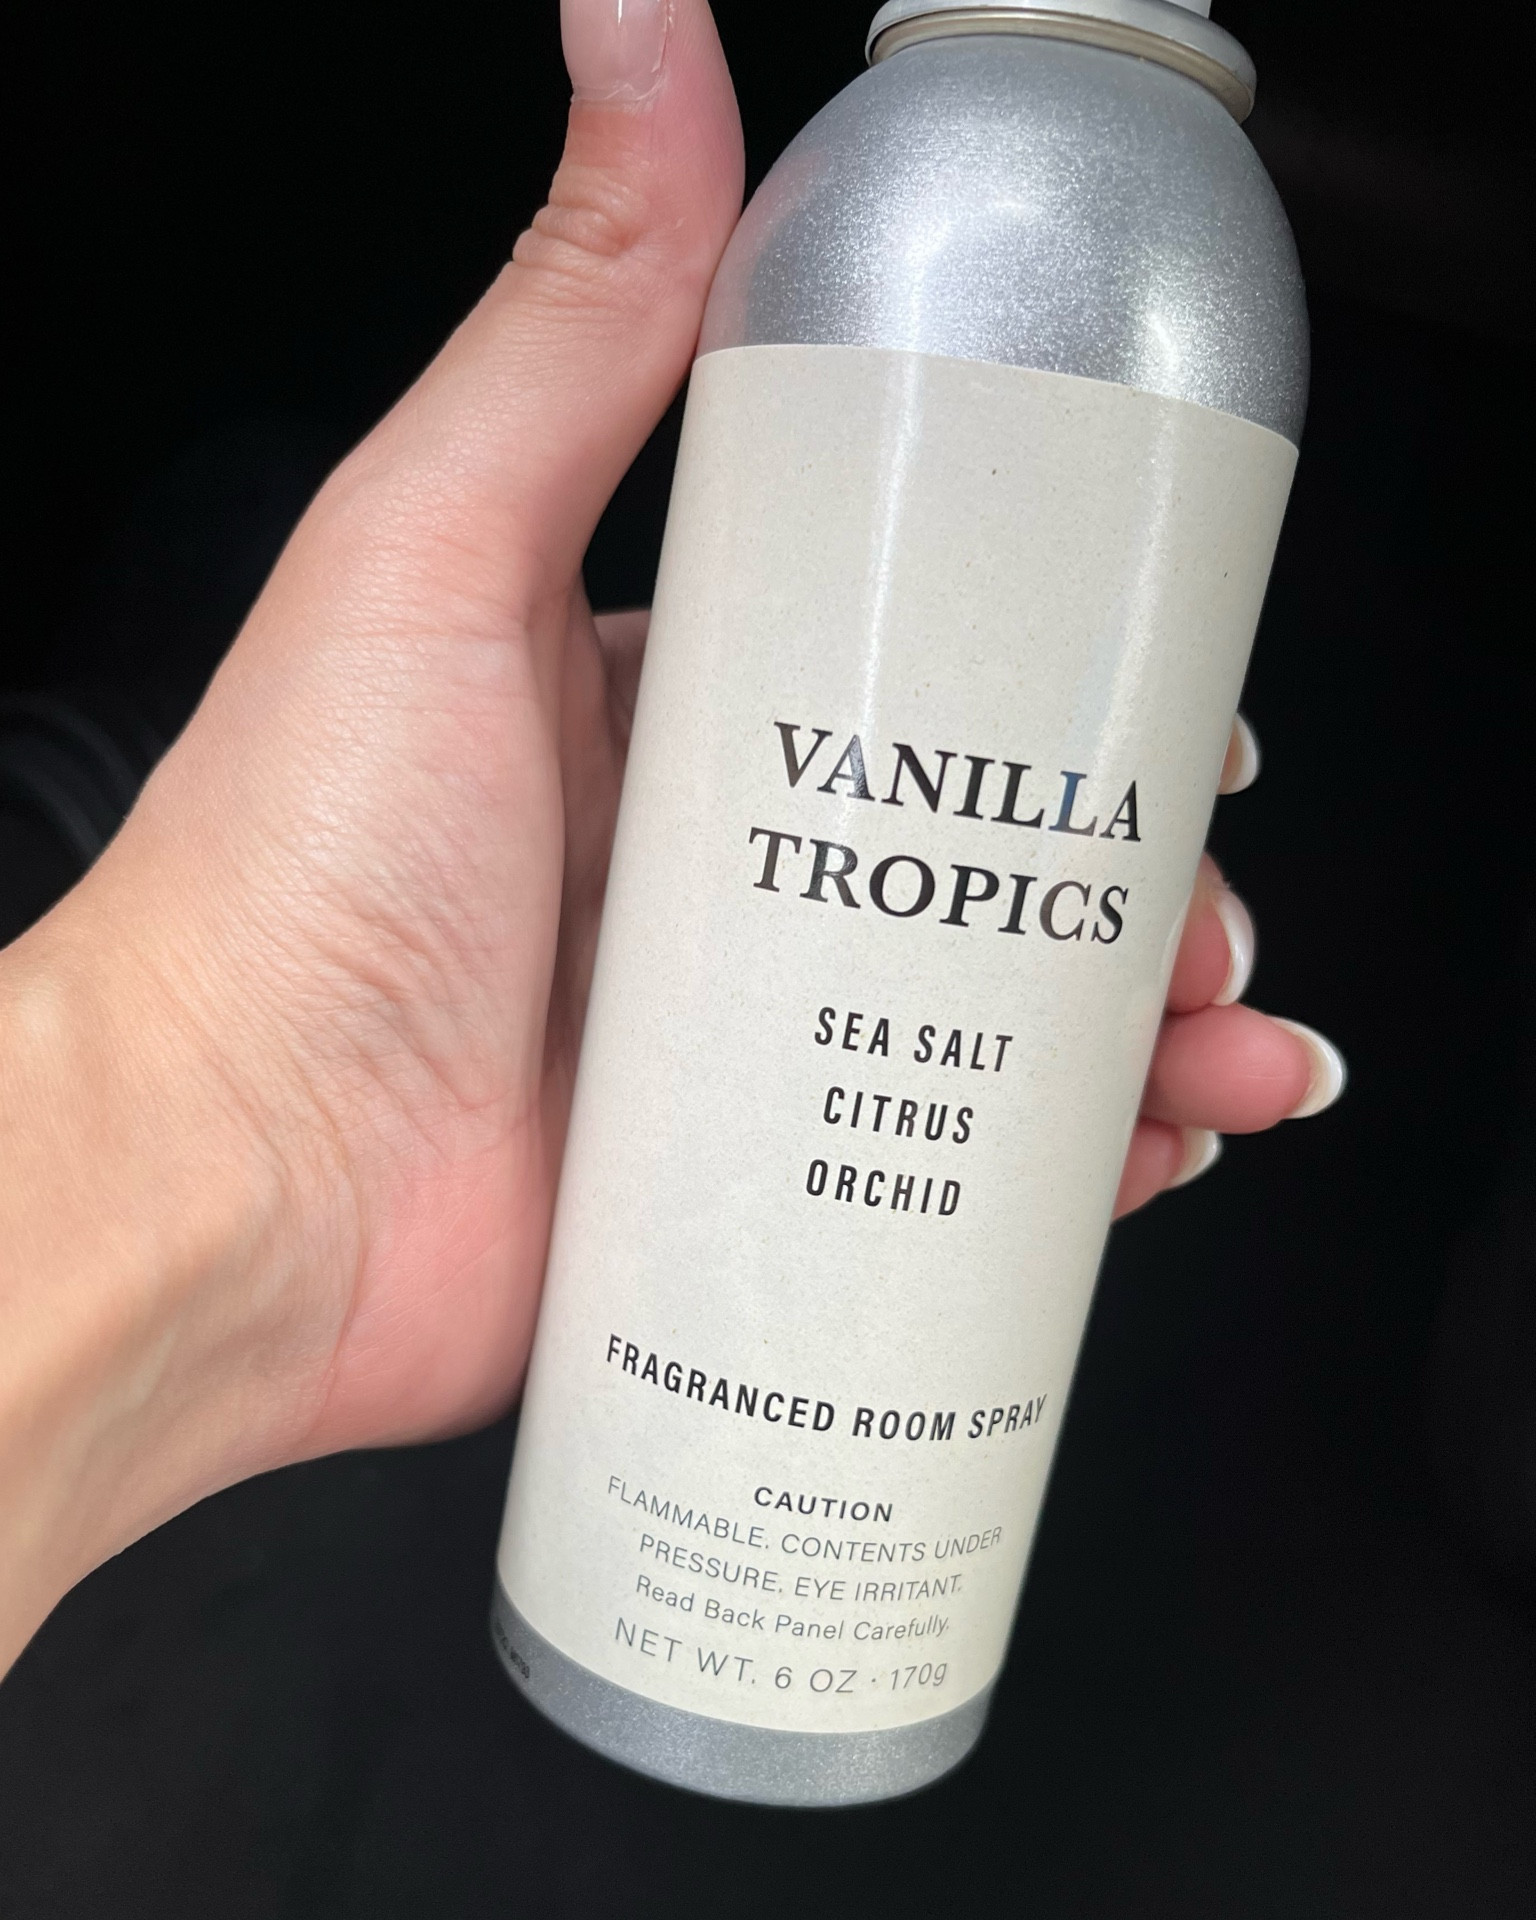 VANILLA
TROPICS
SEA SALT
CITRUS
ORCHID
FRAGRANCED ROOM SPRAY
CAUTION
FLAMMABLE. CONTENTS UNDER
PRESSURE. EYE IRRITANT.
Read Back Panel Carefully.
NET WT. 6 OZ · 170g